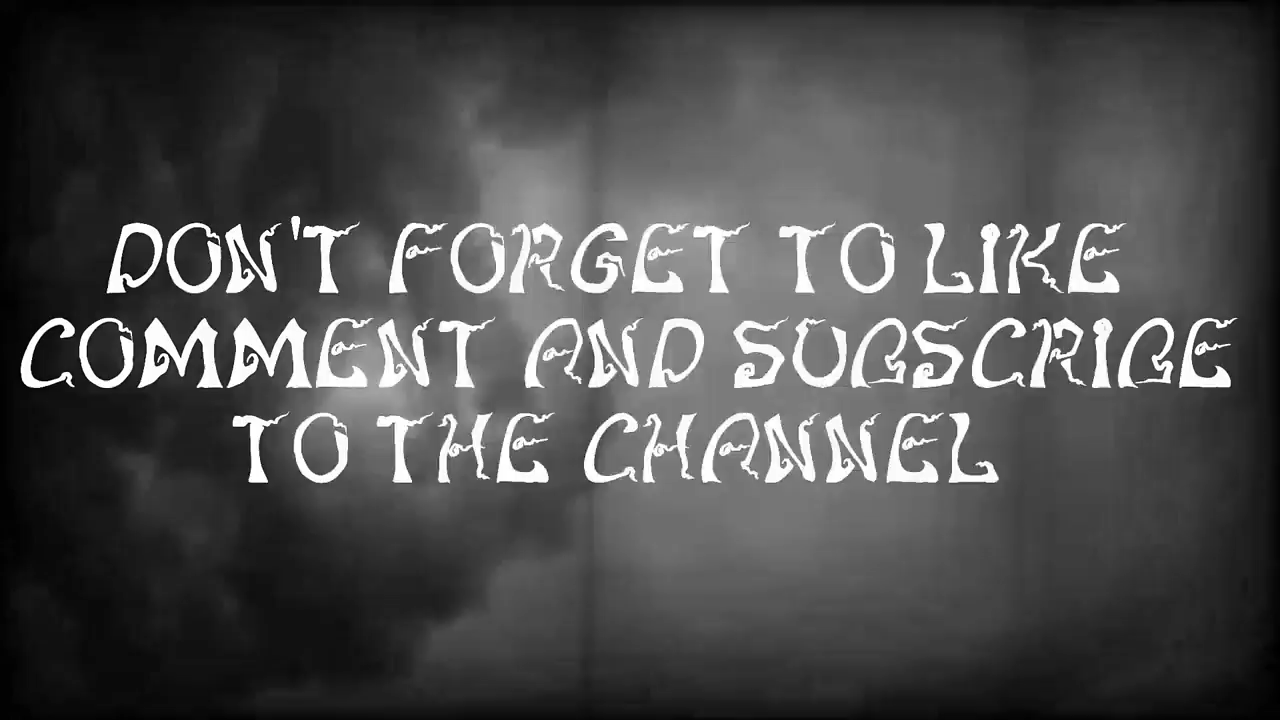 DON'T FORGET TO LIKE
COMMENT AND SUBSCRIBE
TO THE CHANNEL